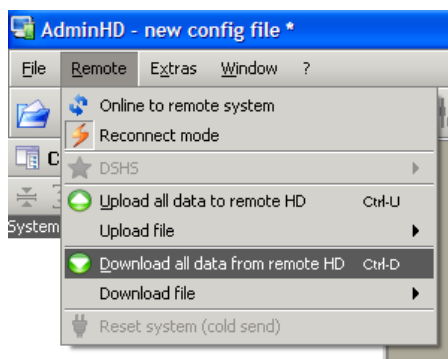 AdminHD - new config file *
File Remote Extras Window ?
Online to remote system
Reconnect mode
DSHS
Upload all data to remote HD Ctrl-U
Upload file
Download all data from remote HD Ctrl-D
Download file
Reset system (cold send)
C
3
System